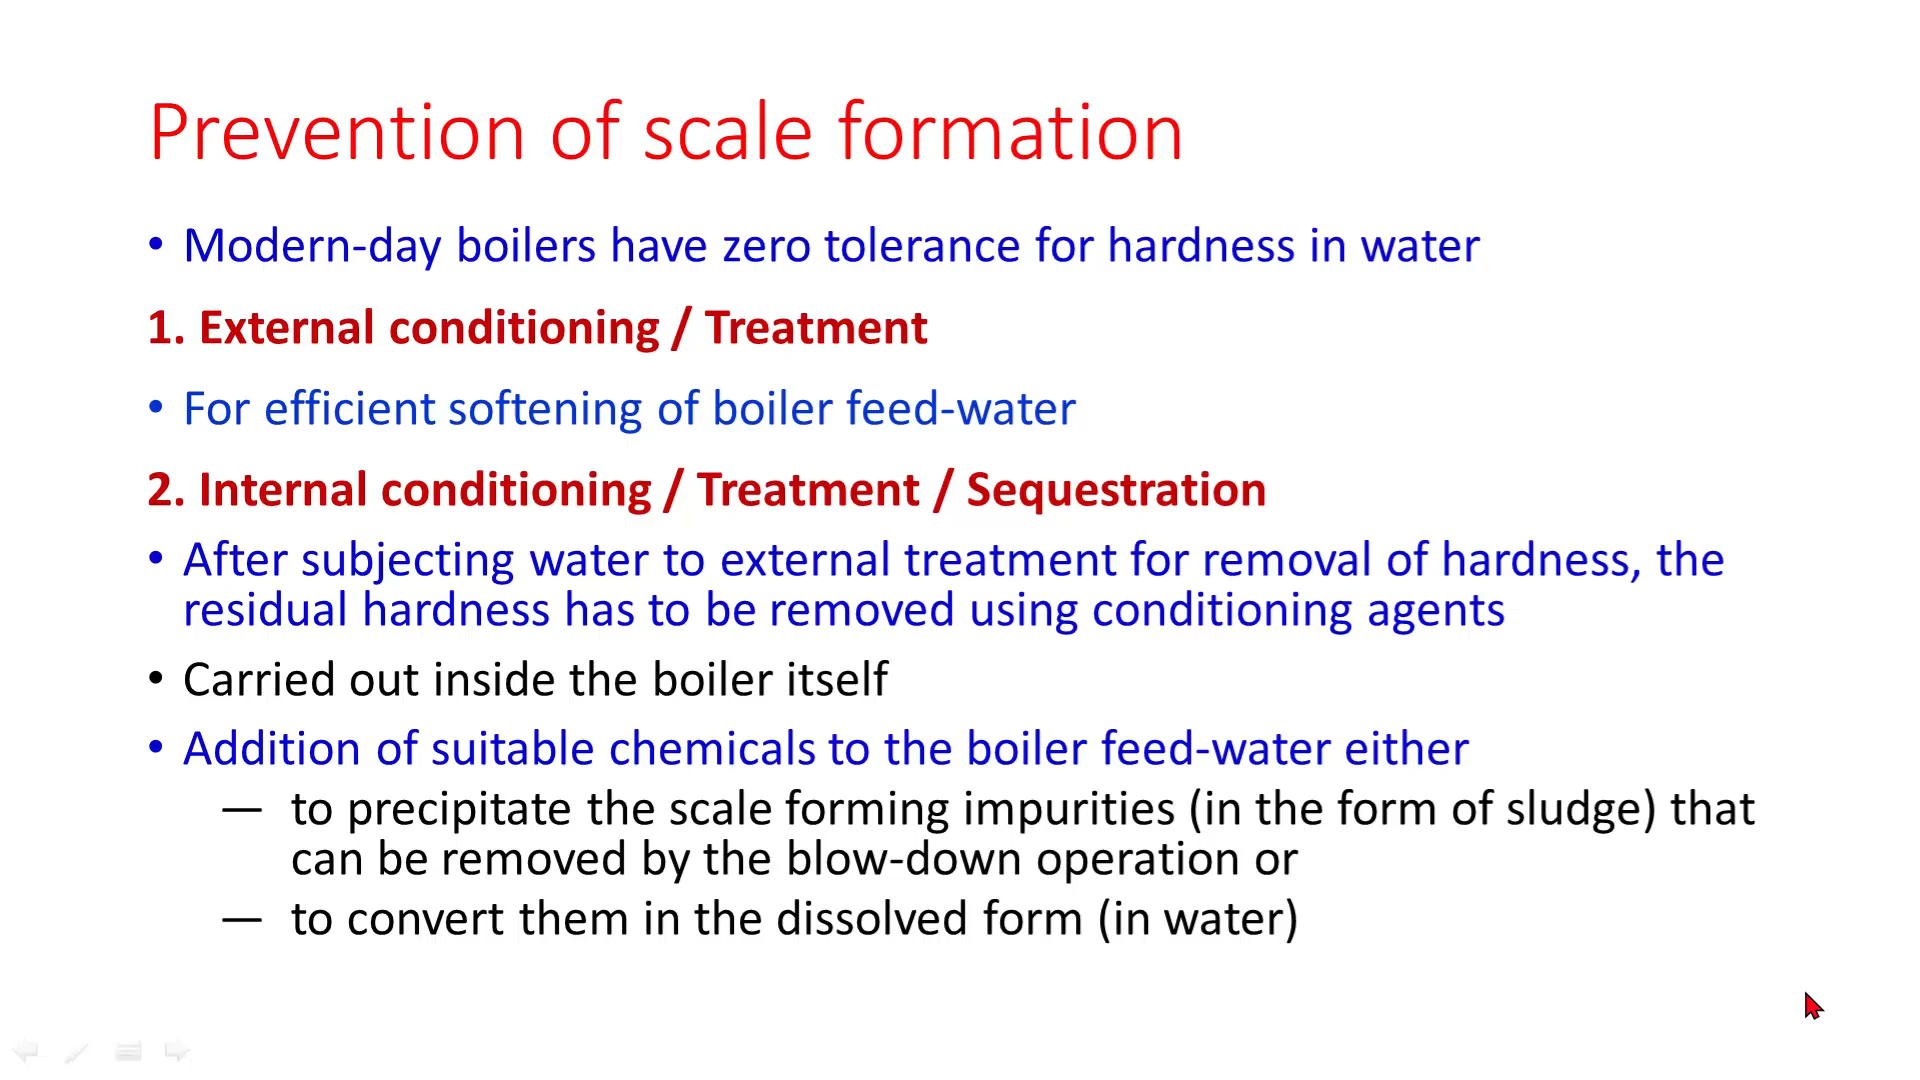 Prevention of scale formation
• Modern-day boilers have zero tolerance for hardness in water
1. External conditioning / Treatment
• For efficient softening of boiler feed-water
2. Internal conditioning / Treatment / Sequestration
• After subjecting water to external treatment for removal of hardness, the
residual hardness has to be removed using conditioning agents
• Carried out inside the boiler itself
• Addition of suitable chemicals to the boiler feed-water either
— to precipitate the scale forming impurities (in the form of sludge) that
can be removed by the blow-down operation or
— to convert them in the dissolved form (in water)